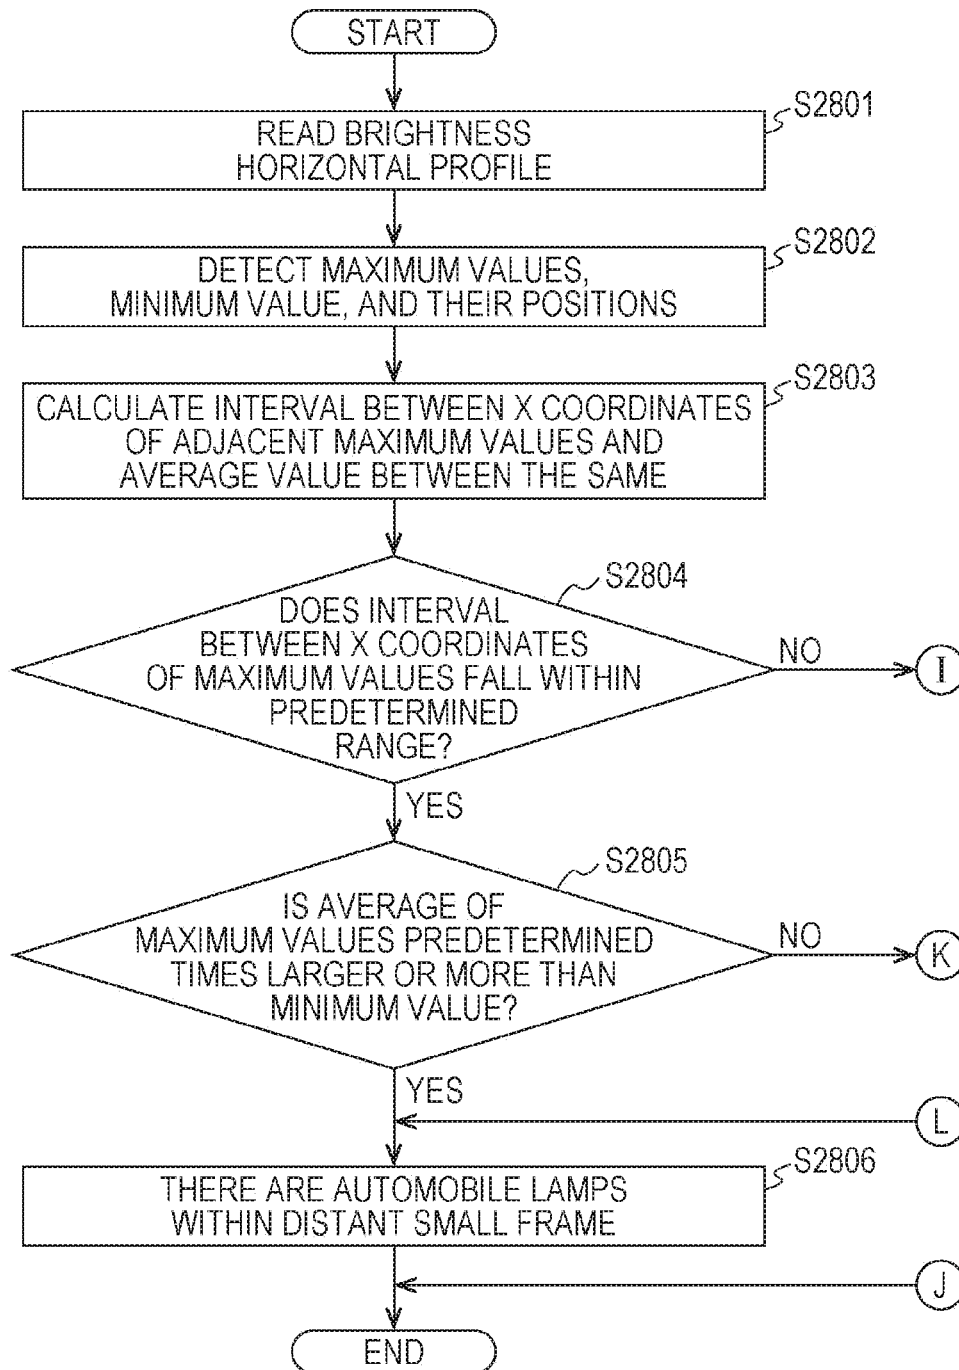 START
S2801
READ BRIGHTNESS
HORIZONTAL PROFILE
S2802
DETECT MAXIMUM VALUES,
MINIMUM VALUE, AND THEIR POSITIONS
S2803
CALCULATE INTERVAL BETWEEN X COORDINATES
OF ADJACENT MAXIMUM VALUES AND
AVERAGE VALUE BETWEEN THE SAME
S2804
DOES INTERVAL
BETWEEN X COORDINATES
OF MAXIMUM VALUES FALL WITHIN
PREDETERMINED
RANGE?
NO
I
YES
S2805
IS AVERAGE OF
MAXIMUM VALUES PREDETERMINED
TIMES LARGER OR MORE THAN
MINIMUM VALUE?
NO
K
YES
L
S2806
THERE ARE AUTOMOBILE LAMPS
WITHIN DISTANT SMALL FRAME
J
END